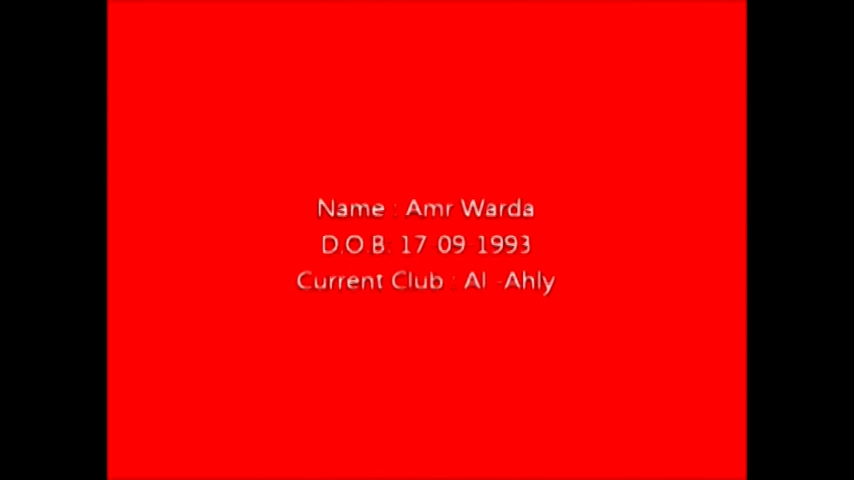 Name : Amr Warda
D.O.B. 17-09-1993
Current Club : Al -Ahly